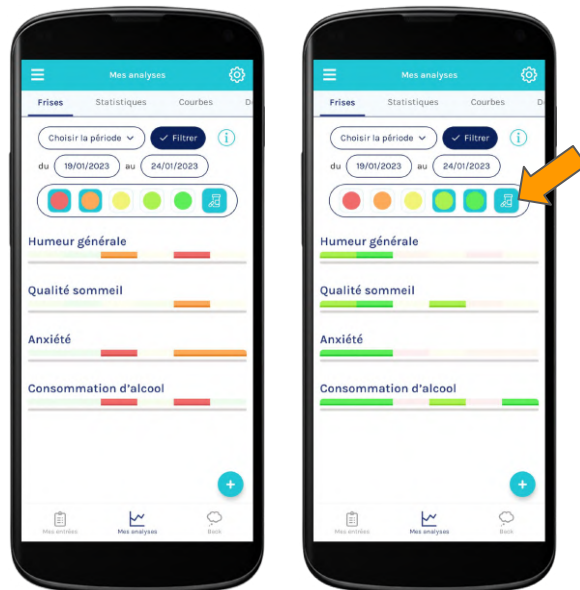 Mes analyses
Frises Statistiques Courbes D
Choisir la période Filtrer i
du 19/01/2023 au 24/01/2023
Humeur générale
Qualité sommeil
Anxiété
Consommation d'alcool
+
Mes entrées Mes analyses Back
Mes analyses
Frises Statistiques Courbes D
Choisir la période Filtrer i
du 19/01/2023 au 24/01/2023
Humeur générale
Qualité sommeil
Anxiété
Consommation d'alcool
+
Mes entrées Mes analyses Back